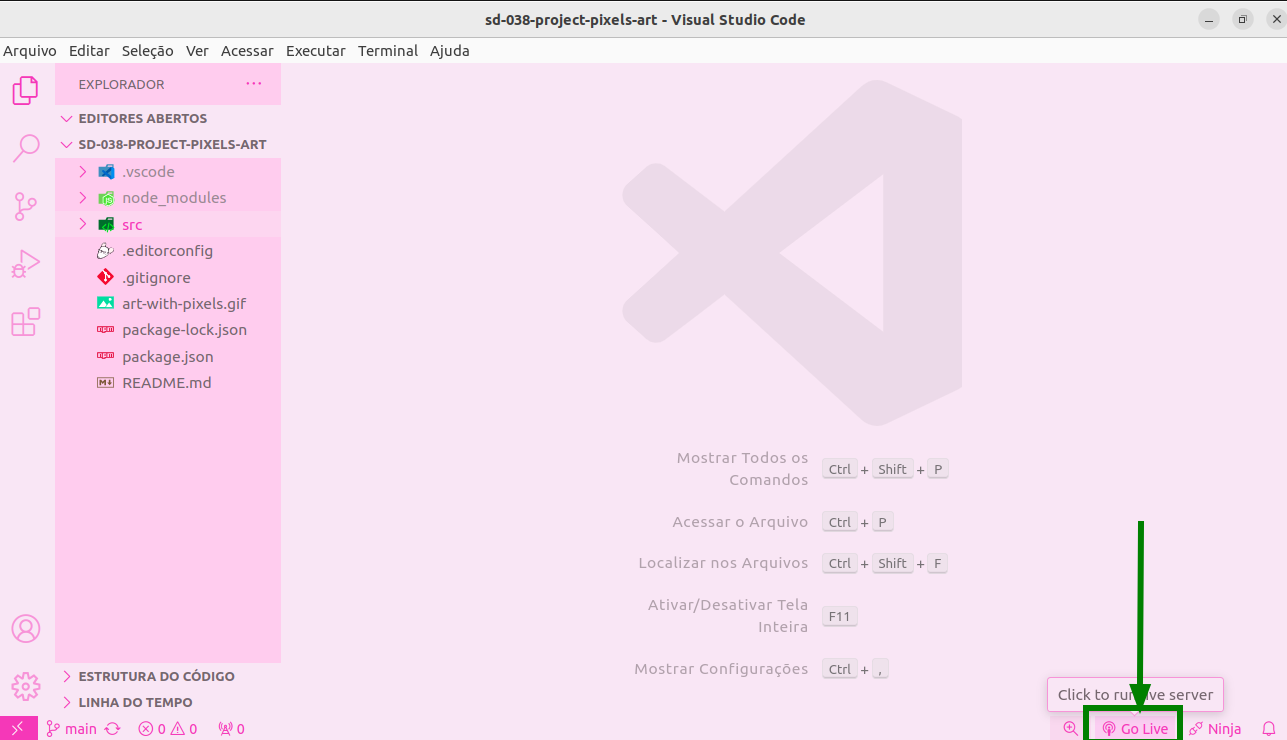 sd-038-project-pixels-art - Visual Studio Code
Arquivo Editar Seleção Ver Acessar Executar Terminal Ajuda
EXPLORADOR
EDITORES ABERTOS
SD-038-PROJECT-PIXELS-ART
.vscode
node_modules
src
.editorconfig
.gitignore
art-with-pixels.gif
package-lock.json
package.json
README.md
ESTRUTURA DO CÓDIGO
LINHA DO TEMPO
Mostrar Todos os
Comandos
Ctrl + Shift + P
Acessar o Arquivo Ctrl + P
Localizar nos Arquivos Ctrl + Shift + F
Ativar/Desativar Tela
Inteira
F11
Mostrar Configurações Ctrl + ,
Click to run live server
main 0 0 0 Go Live Ninja